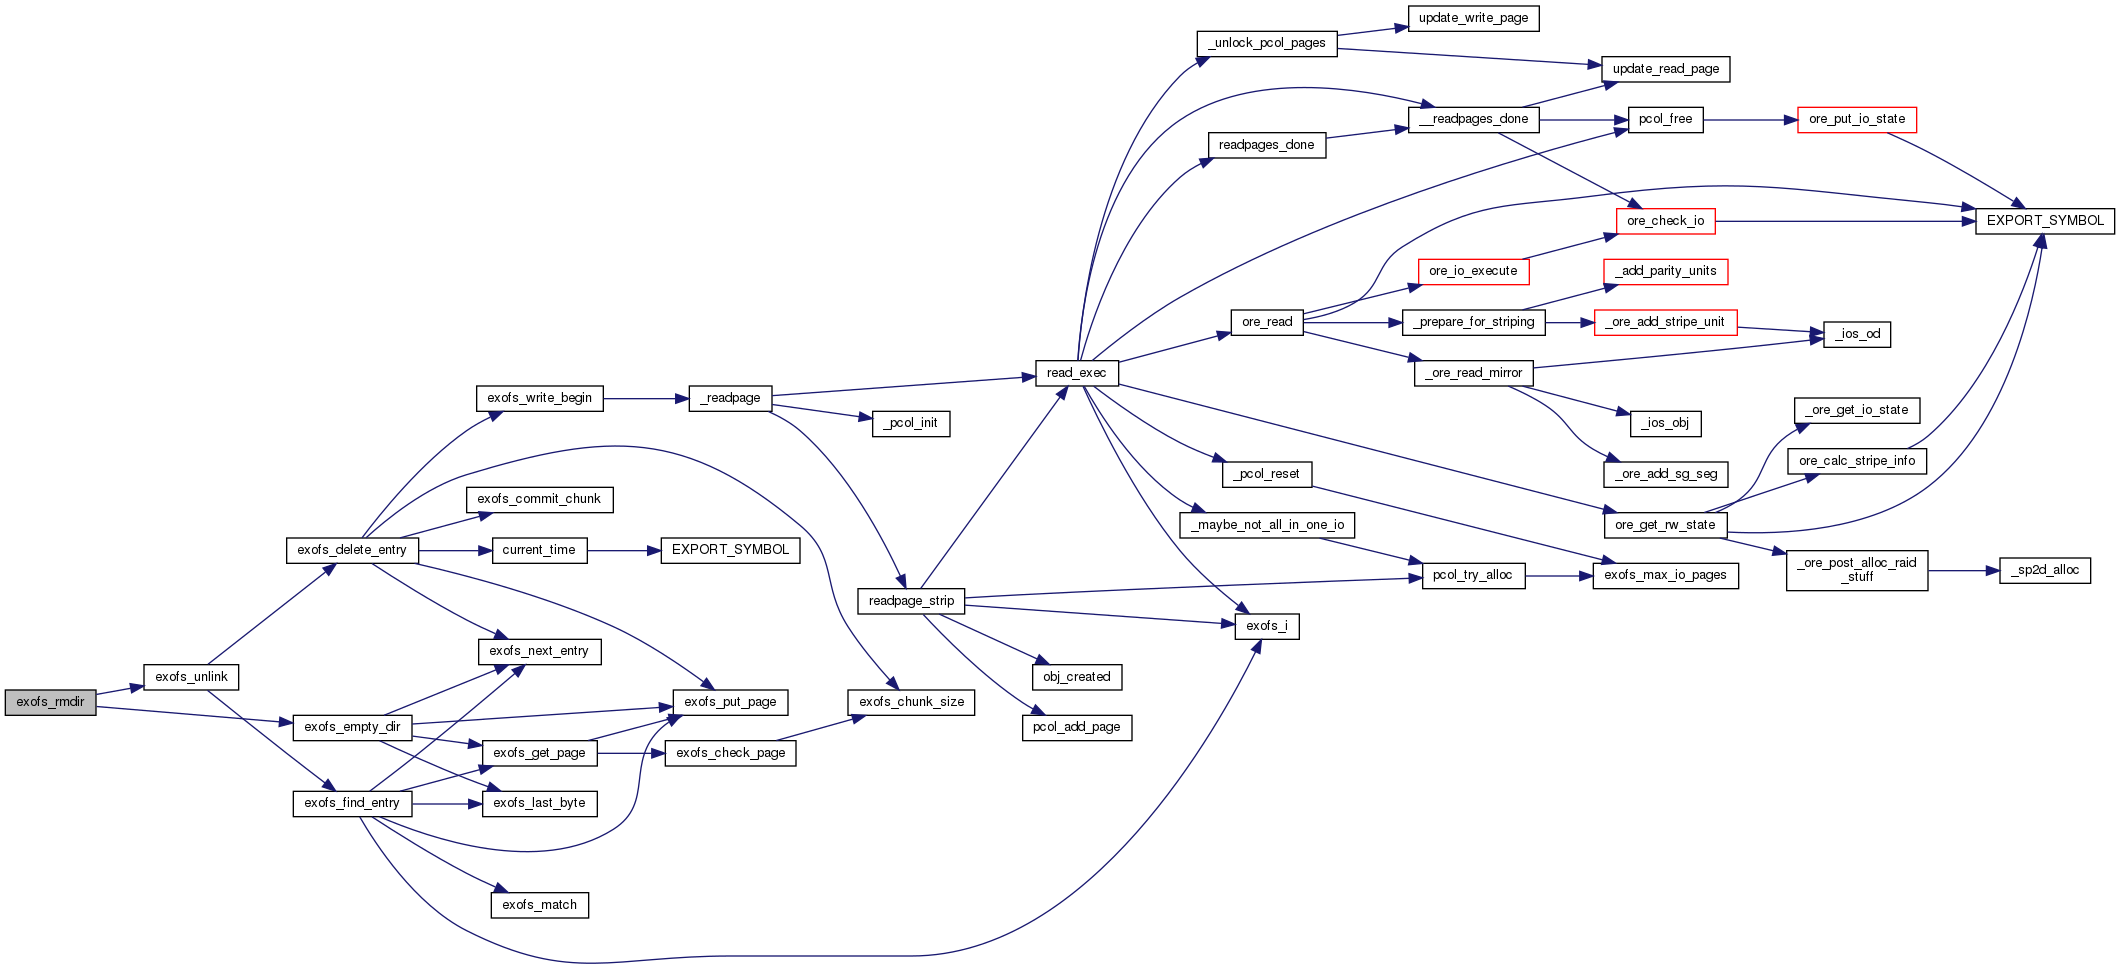 update_write_page
_unlock_pcol_pages
update_read_page
__readpages_done
pcol_free
ore_put_io_state
readpages_done
ore_check_io
EXPORT_SYMBOL
ore_io_execute
_add_parity_units
ore_read
_prepare_for_striping
_ore_add_stripe_unit
_ios_od
read_exec
_ore_read_mirror
exofs_write_begin
_readpage
_pcol_init
_ios_obj
_ore_get_io_state
ore_calc_stripe_info
_pcol_reset
_ore_add_sg_seg
exofs_commit_chunk
_maybe_not_all_in_one_io
ore_get_rw_state
exofs_delete_entry
current_time
EXPORT_SYMBOL
_ore_post_alloc_raid
_stuff
_sp2d_alloc
pcol_try_alloc
exofs_max_io_pages
readpage_strip
exofs_i
exofs_next_entry
exofs_unlink
obj_created
exofs_rmdir
exofs_put_page
exofs_chunk_size
exofs_empty_dir
pcol_add_page
exofs_get_page
exofs_check_page
exofs_find_entry
exofs_last_byte
exofs_match